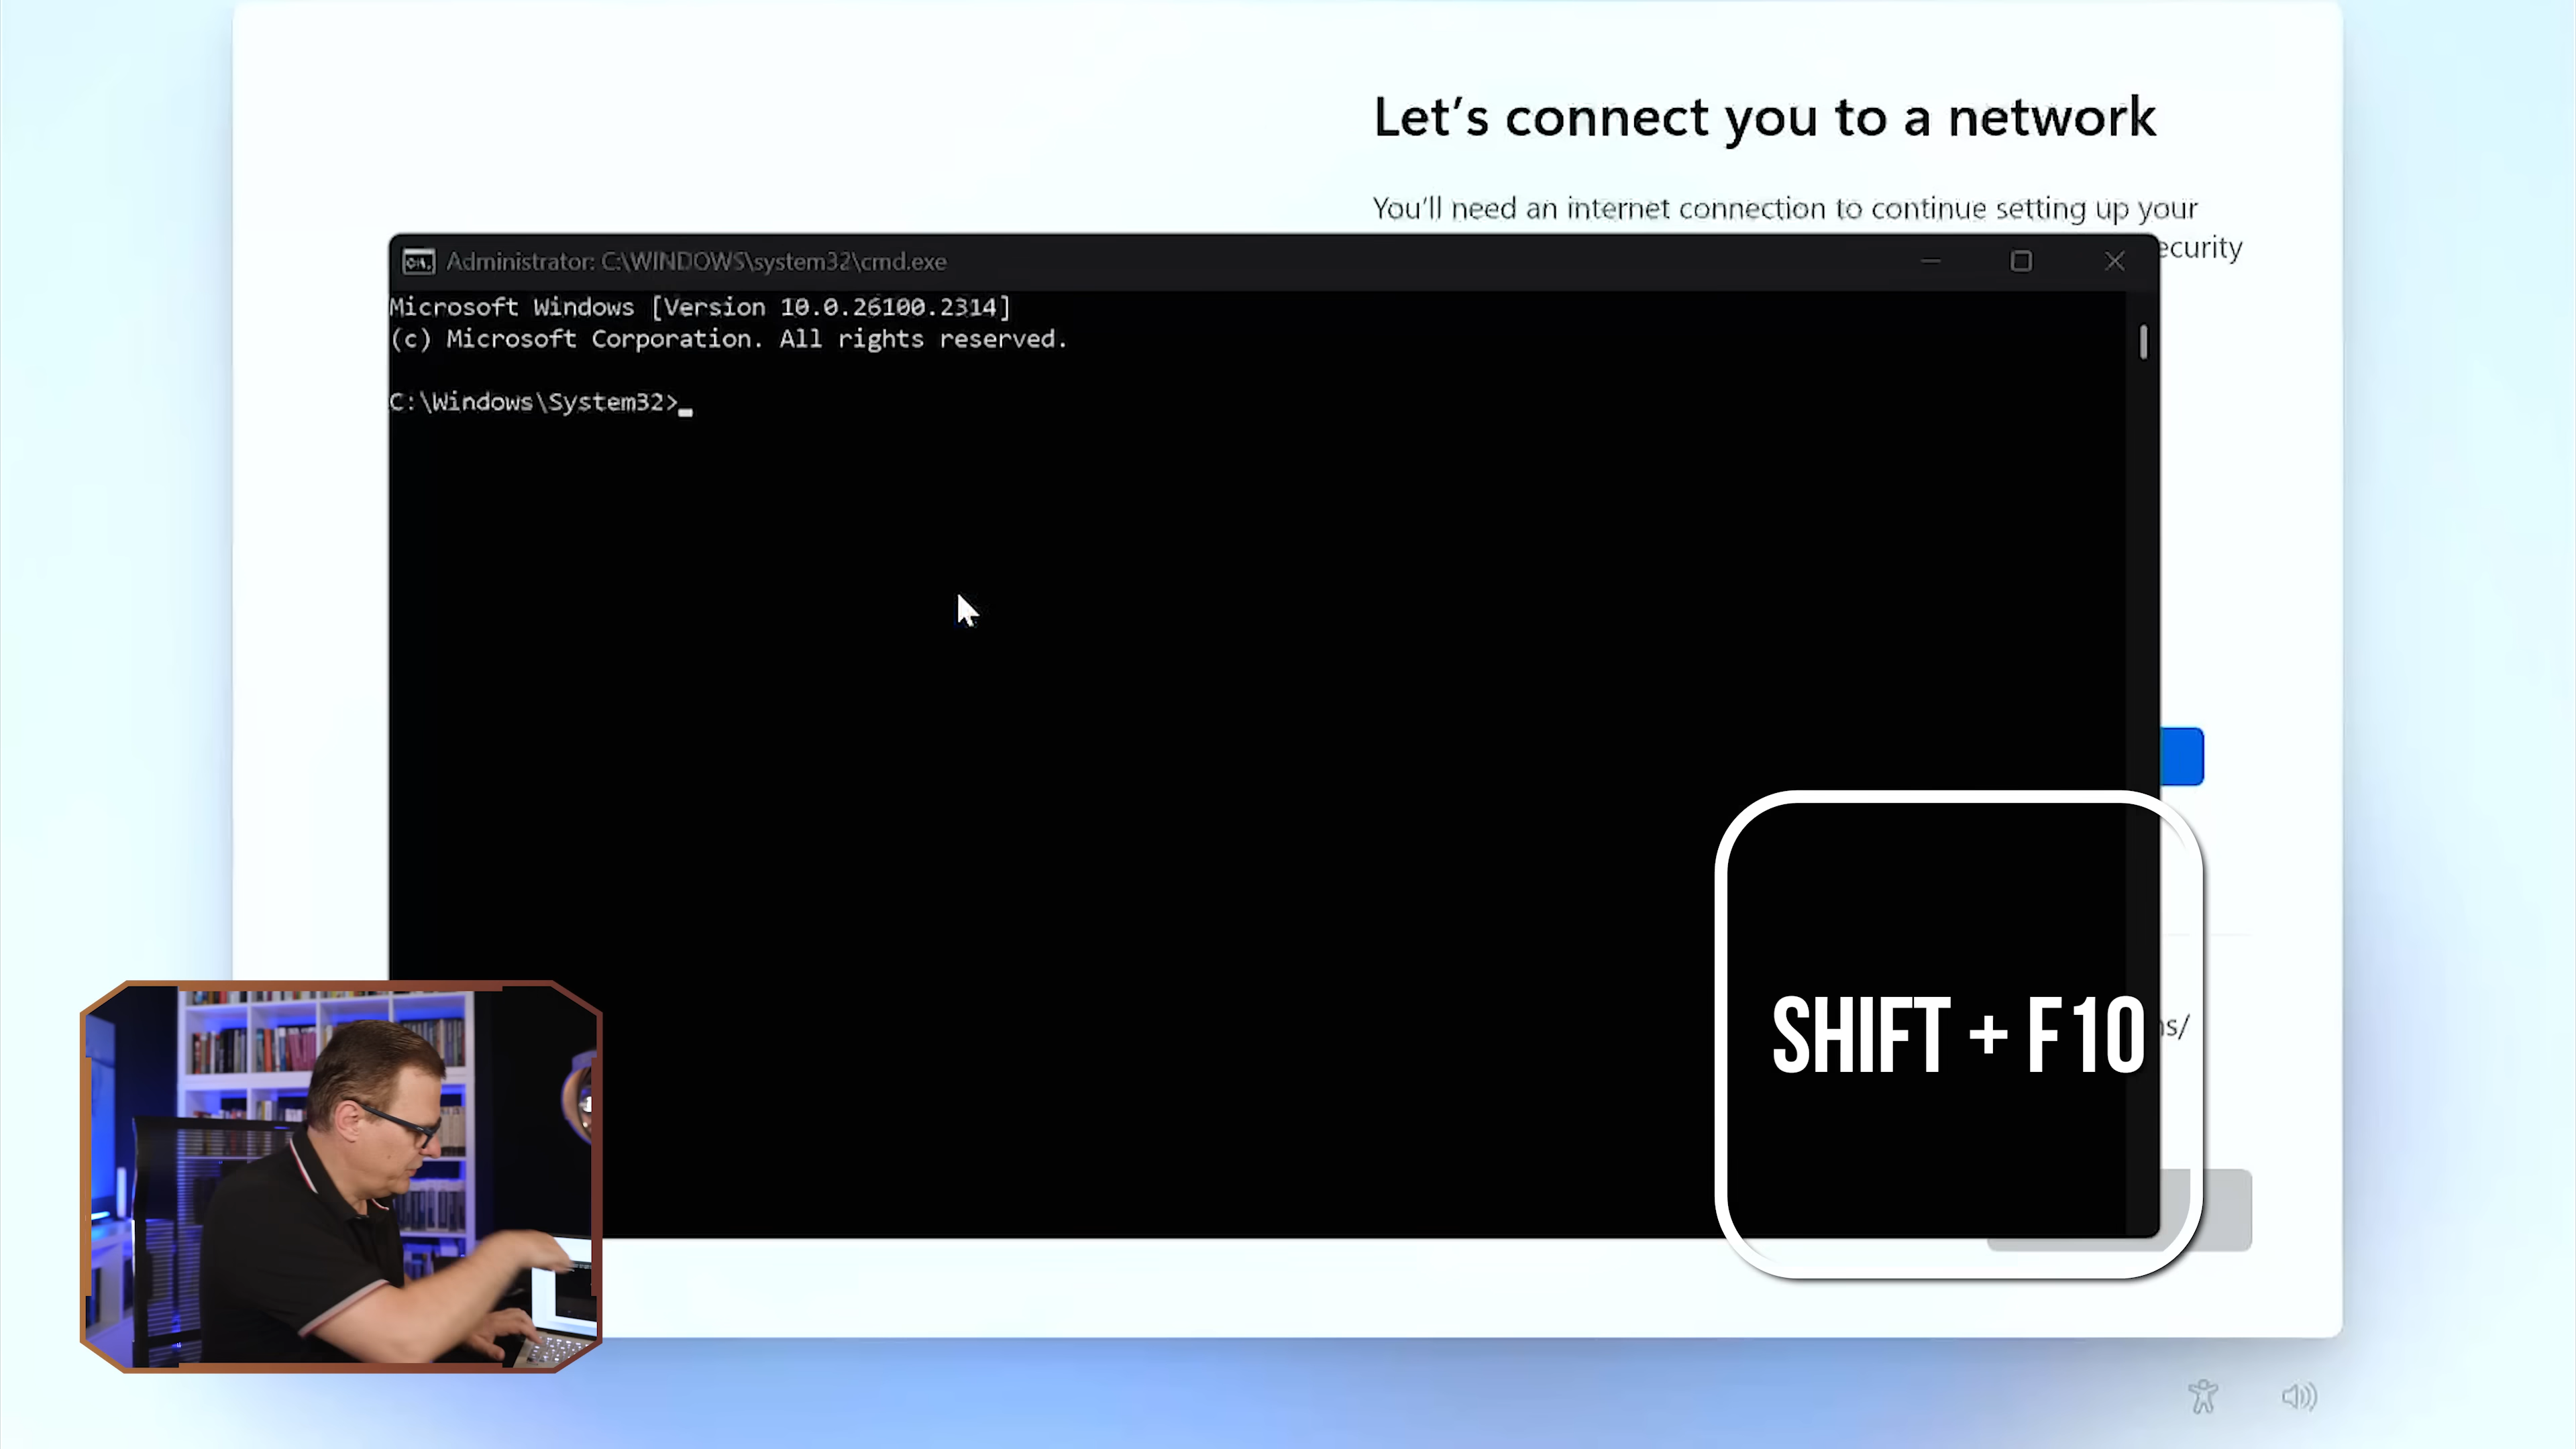 Let's connect you to a network
You'll need an internet connection to continue setting up your
ecurity
Administrator: C:\WINDOWS\system32\cmd.exe
Microsoft Windows [Version 10.0.26100.2314]
(c) Microsoft Corporation. All rights reserved.
C:\Windows\System32>
SHIFT + F10
s/